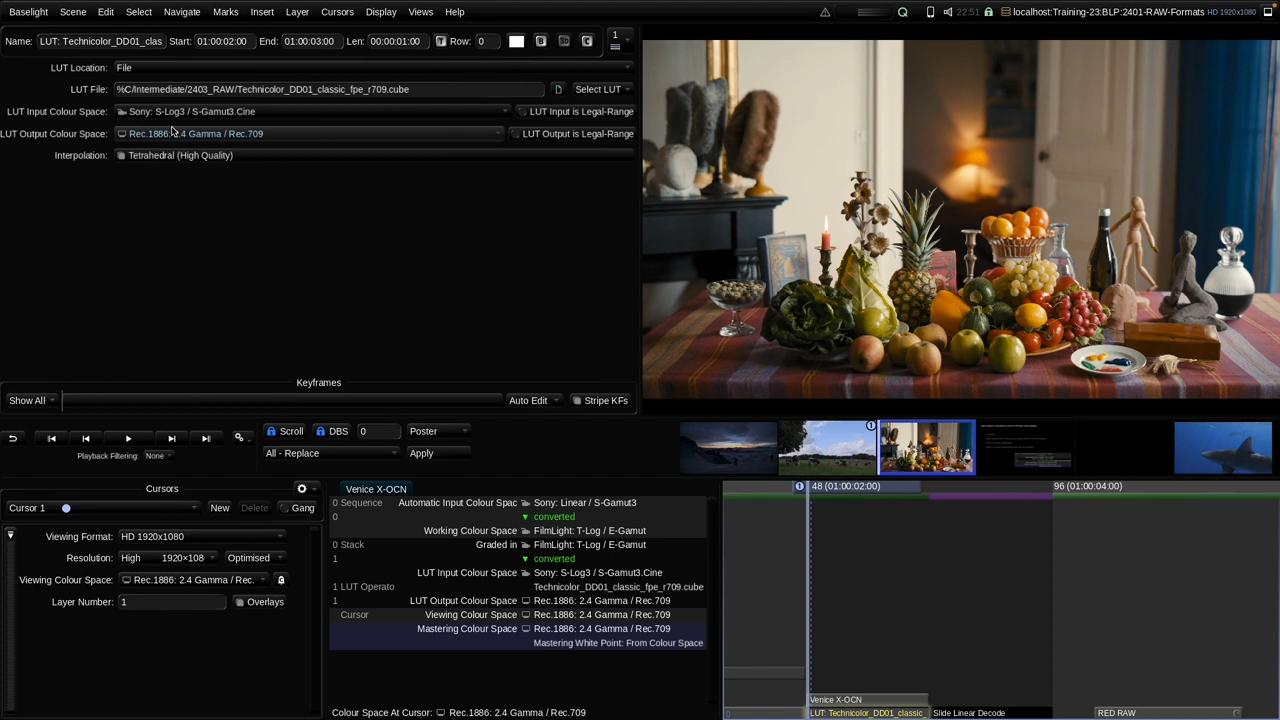 Baselight Scene Edit Select Navigate Marks Insert Layer Cursors Display Views Help 22:51 localhost:Training-23:BLP:2401-RAW-Formats HD 1920x1080
Name: LUT: Technicolor_DD01_clas Start: 01:00:02:00 End: 01:00:03:00 Len: 00:00:01:00 Row: 0 1
LUT Location: File
LUT File: %C/Intermediate/2403_RAW/Technicolor_DD01_classic_fpe_r709.cube Select LUT
LUT Input Colour Space: Sony: S-Log3 / S-Gamut3.Cine LUT Input is Legal-Range
LUT Output Colour Space: Rec.1886: 2.4 Gamma / Rec.709 LUT Output is Legal-Range
Interpolation: Tetrahedral (High Quality)
Keyframes
Show All Auto Edit Stripe KFs
Scroll DBS 0 Poster
Playback Filtering: None
Apply
Cursors
Cursor 1 New Delete Gang
Viewing Format: HD 1920x1080
Resolution: High 1920×108 Optimised
Viewing Colour Space: Rec.1886: 2.4 Gamma / Rec.
Layer Number: 1 Overlays
Venice X-OCN
0 Sequence Automatic Input Colour Spac Sony: Linear / S-Gamut3
0 converted
Working Colour Space FilmLight: T-Log / E-Gamut
0 Stack Graded in FilmLight: T-Log / E-Gamut
1 converted
LUT Input Colour Space Sony: S-Log3 / S-Gamut3.Cine
1 LUT Operato Technicolor_DD01_classic_fpe_r709.cube
1 LUT Output Colour Space Rec.1886: 2.4 Gamma / Rec.709
Cursor Viewing Colour Space Rec.1886: 2.4 Gamma / Rec.709
Mastering Colour Space Rec.1886: 2.4 Gamma / Rec.709
Mastering White Point: From Colour Space
Colour Space At Cursor: Rec.1886: 2.4 Gamma / Rec.709
48 (01:00:02:00) 96 (01:00:04:00)
Venice X-OCN
LUT: Technicolor_DD01_classic_ Slide Linear Decode RED RAW